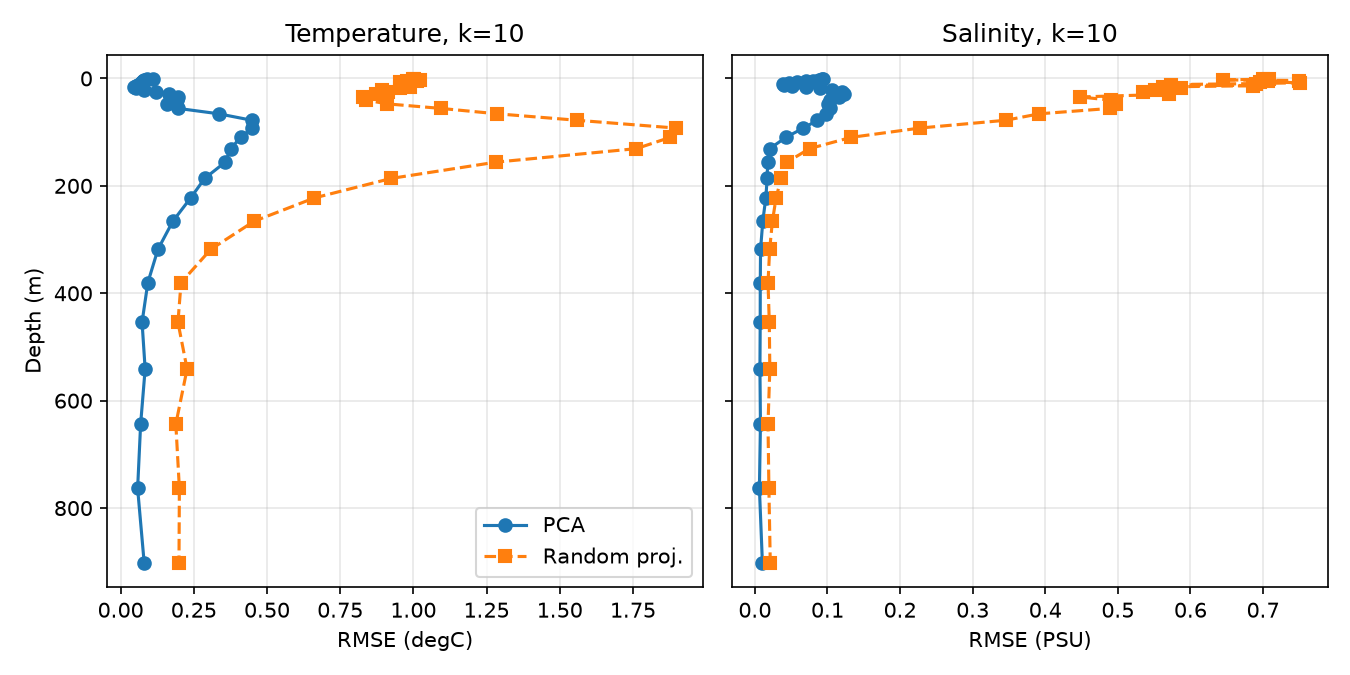 Temperature, k=10
Salinity, k=10
Depth (m)
0
200
400
600
800
PCA
Random proj.
0.00 0.25 0.50 0.75 1.00 1.25 1.50 1.75
RMSE (degC)
0.0 0.1 0.2 0.3 0.4 0.5 0.6 0.7
RMSE (PSU)